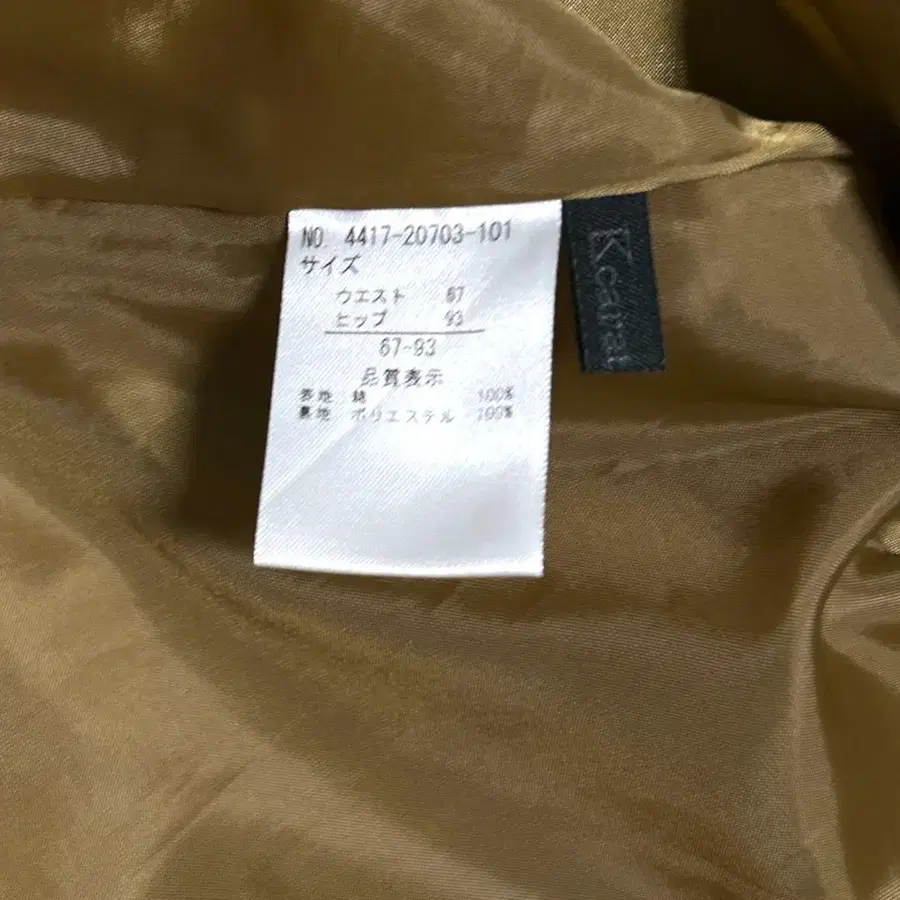 NO. 4417-20703-101
サイズ
ウエスト 67
ヒップ 93
67-93
品質表示
表地 綿 100%
裏地 ポリエステル 100%
K.carat